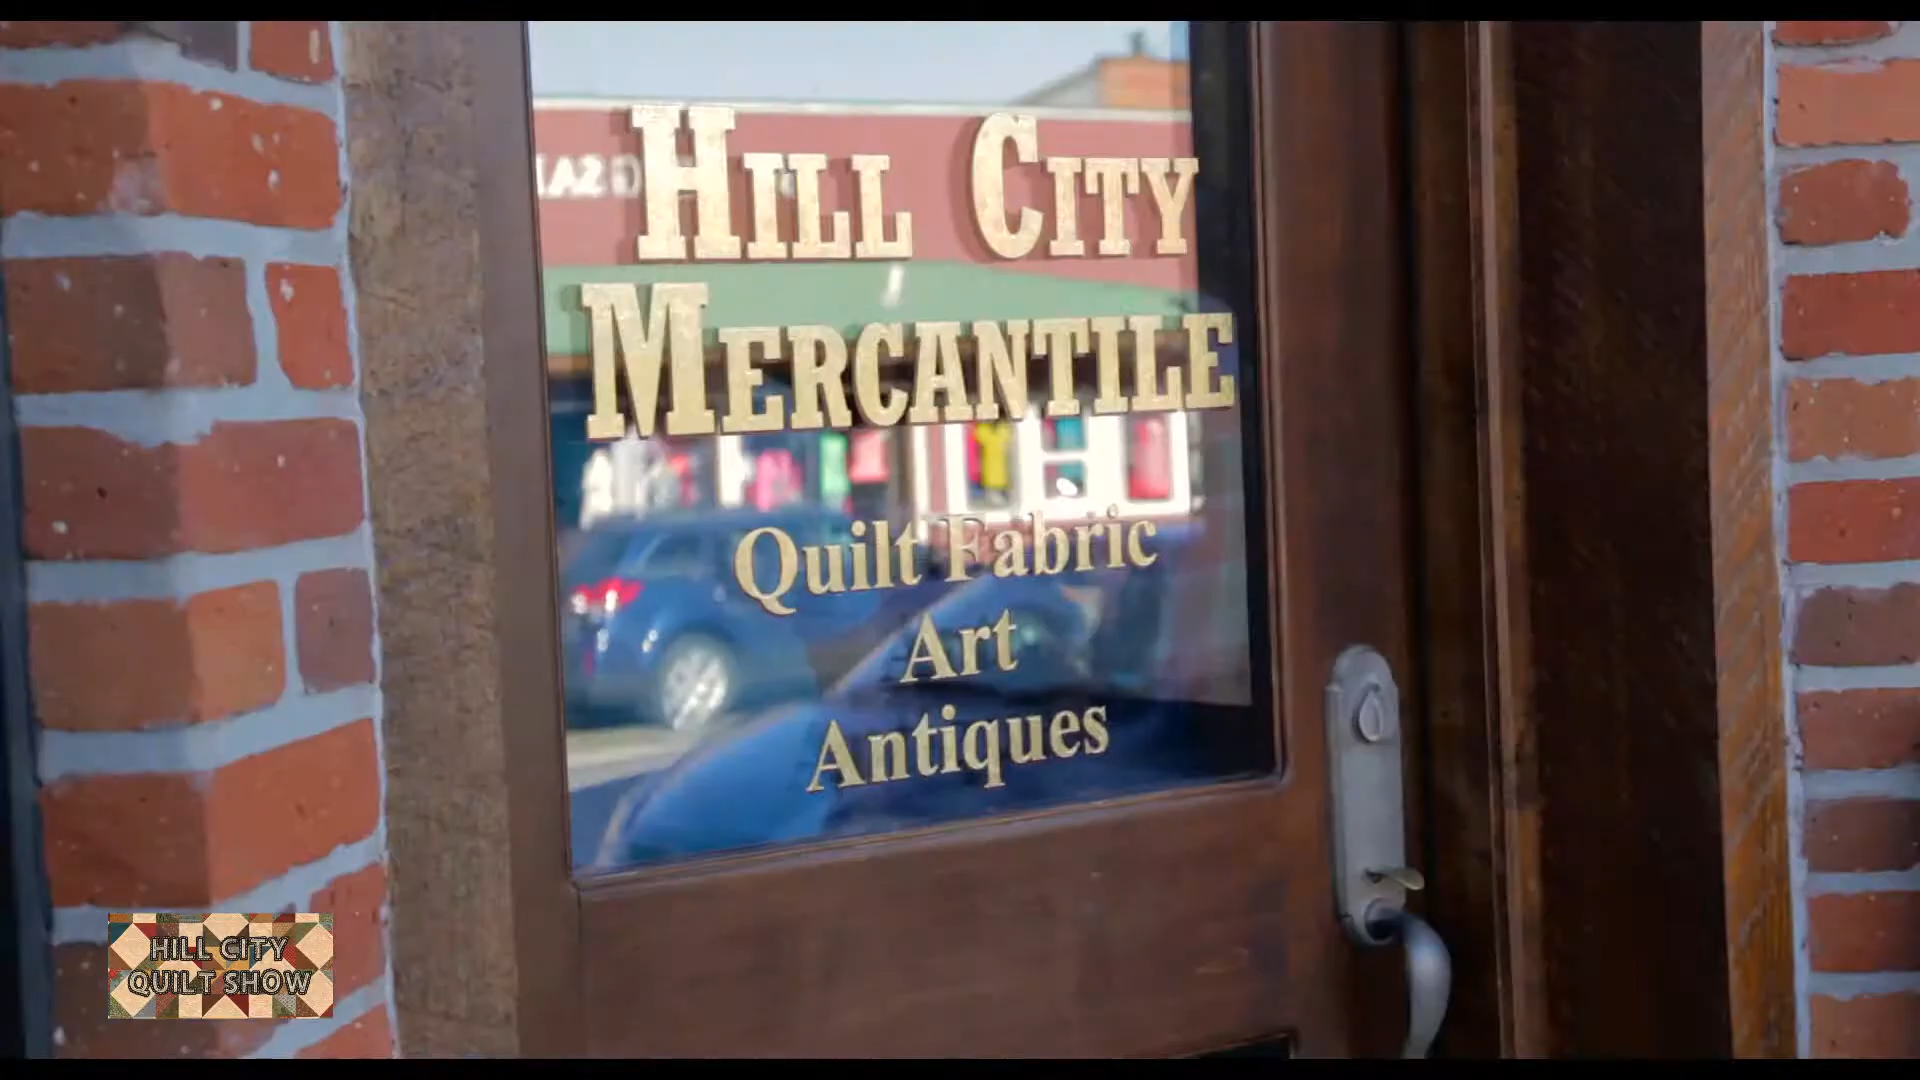 HILL CITY
MERCANTILE
Quilt Fabric
Art
Antiques
HILL CITY
QUILT SHOW